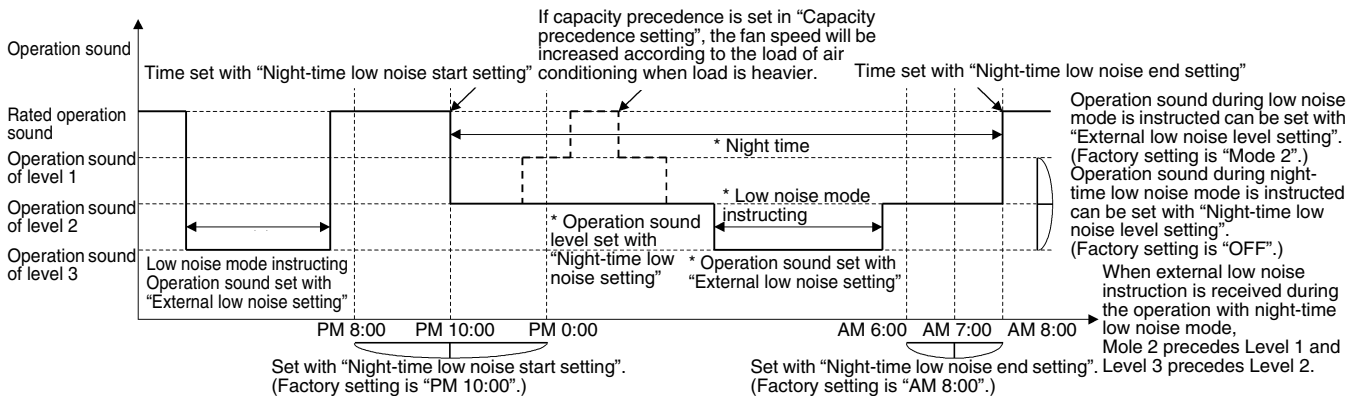 If capacity precedence is set in “Capacity
precedence setting”, the fan speed will be
increased according to the load of air
conditioning when load is heavier.
Operation sound
Time set with “Night-time low noise start setting”
Time set with “Night-time low noise end setting”
Rated operation
sound
Operation sound
of level 1
Operation sound
of level 2
Operation sound
of level 3
* Night time
* Low noise mode
instructing
* Operation sound
level set with
“Night-time low
noise setting”
* Operation sound set with
“External low noise setting”
Low noise mode instructing
Operation sound set with
“External low noise setting”
Operation sound during low noise
mode is instructed can be set with
“External low noise level setting”.
(Factory setting is “Mode 2”.)
Operation sound during night-
time low noise mode is instructed
can be set with “Night-time low
noise level setting”.
(Factory setting is “OFF”.)
When external low noise
instruction is received during
the operation with night-time
low noise mode,
Mole 2 precedes Level 1 and
Level 3 precedes Level 2.
PM 8:00
PM 10:00
PM 0:00
AM 6:00
AM 7:00
AM 8:00
Set with “Night-time low noise start setting”.
(Factory setting is “PM 10:00”.)
Set with “Night-time low noise end setting”.
(Factory setting is “AM 8:00”.)